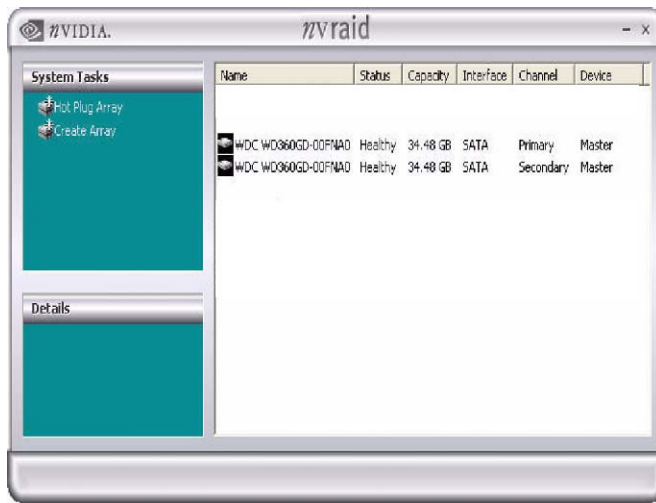 nVIDIA.
nvraid
System Tasks
Hot Plug Array
Create Array
Details
Name Status Capacity Interface Channel Device
WDC WD360GD-00FNA0 Healthy 34.48 GB SATA Primary Master
WDC WD360GD-00FNA0 Healthy 34.48 GB SATA Secondary Master